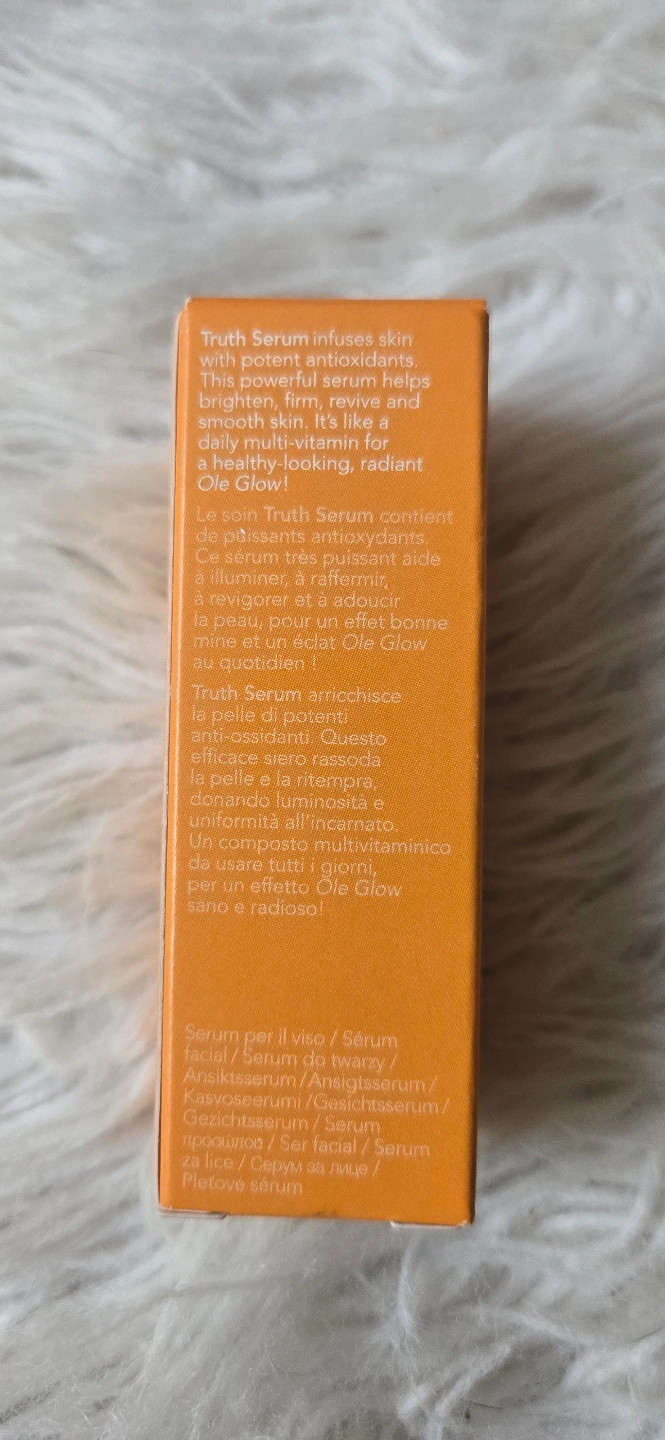 Truth Serum infuses skin
with potent antioxidants.
This powerful serum helps
brighten, firm, revive and
smooth skin. It's like a
daily multi-vitamin for
a healthy-looking, radiant
Ole Glow!
Le soin Truth Serum contient
de puissants antioxydants.
Ce sérum très puissant aide
à illuminer, à raffermir,
à revigorer et à adoucir
la peau, pour un effet bonne
mine et un éclat Ole Glow
au quotidien !
Truth Serum arricchisce
la pelle di potenti
anti-ossidanti. Questo
efficace siero rassoda
la pelle e la ritempra,
donando luminosità e
uniformità all'incarnato.
Un composto multivitaminico
da usare tutti i giorni,
per un effetto Ole Glow
sano e radioso!
Serum per il viso / Sérum
facial / Serum do twarzy /
Ansiktsserum /Ansigtsserum /
Kasvoseerumi /Gesichtsserum /
Gezichtsserum / Serum
/ Ser facial / Serum
za lice / Серум за лице /
Pleťové sérum